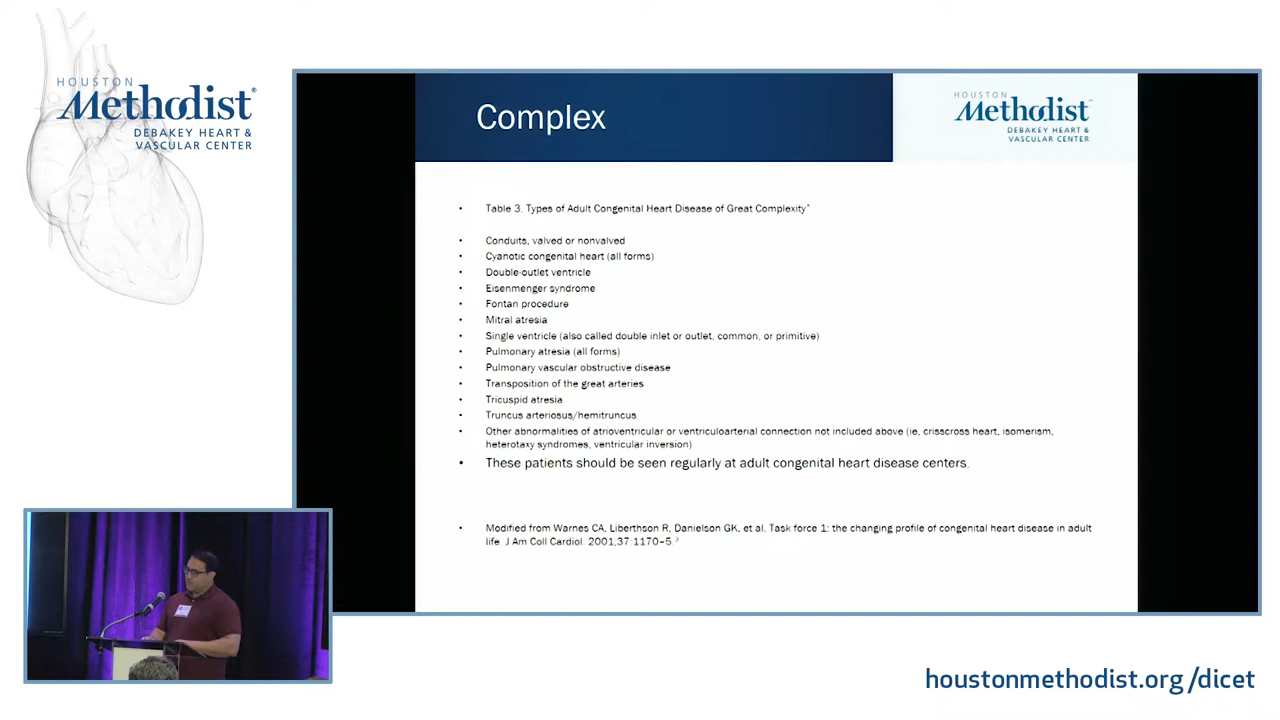 HOUSTON
Methodist®
DEBAKEY HEART &
VASCULAR CENTER
Complex
HOUSTON
Methodist
DEBAKEY HEART &
VASCULAR CENTER
• Table 3. Types of Adult Congenital Heart Disease of Great Complexity*
• Conduits, valved or nonvalved
• Cyanotic congenital heart (all forms)
• Double-outlet ventricle
• Eisenmenger syndrome
• Fontan procedure
• Mitral atresia
• Single ventricle (also called double inlet or outlet, common, or primitive)
• Pulmonary atresia (all forms)
• Pulmonary vascular obstructive disease
• Transposition of the great arteries
• Tricuspid atresia
• Truncus arteriosus/hemitruncus
• Other abnormalities of atrioventricular or ventriculoarterial connection not included above (ie, crisscross heart, isomerism,
heterotaxy syndromes, ventricular inversion)
• These patients should be seen regularly at adult congenital heart disease centers.
• Modified from Warnes CA, Liberthson R, Danielson GK, et al. Task force 1: the changing profile of congenital heart disease in adult
life. J Am Coll Cardiol. 2001;37:1170–5.³
houstonmethodist.org/dicet